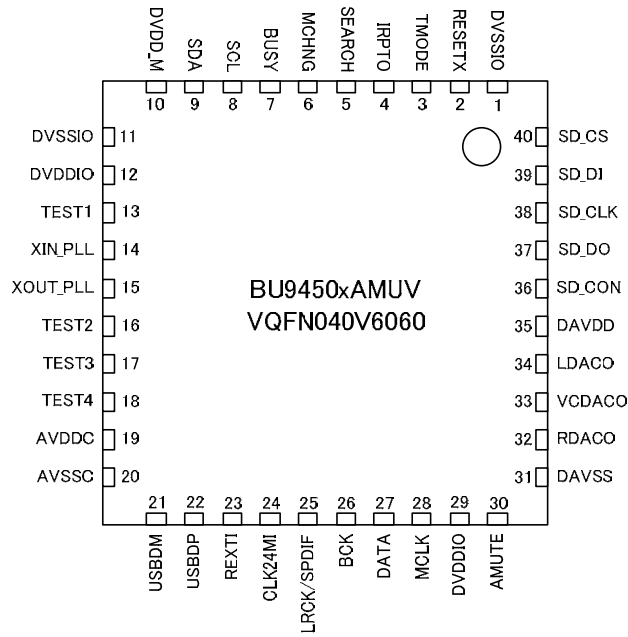 DVDD_M
SDA
SCL
BUSY
MCHNG
SEARCH
IRPTO
TMODE
RESETX
DVSSIO
10 9 8 7 6 5 4 3 2 1
DVSSIO 11
DVDDIO 12
TEST1 13
XIN_PLL 14
XOUT_PLL 15
TEST2 16
TEST3 17
TEST4 18
AVDDC 19
AVSSC 20
BU9450xAMUV
VQFN040V6060
40 SD_CS
39 SD_DI
38 SD_CLK
37 SD_DO
36 SD_CON
35 DAVDD
34 LDACO
33 VCDACO
32 RDACO
31 DAVSS
21 22 23 24 25 26 27 28 29 30
USBDM
USBDP
REXTI
CLK24MI
LRCK/SPDIF
BCK
DATA
MCLK
DVDDIO
AMUTE